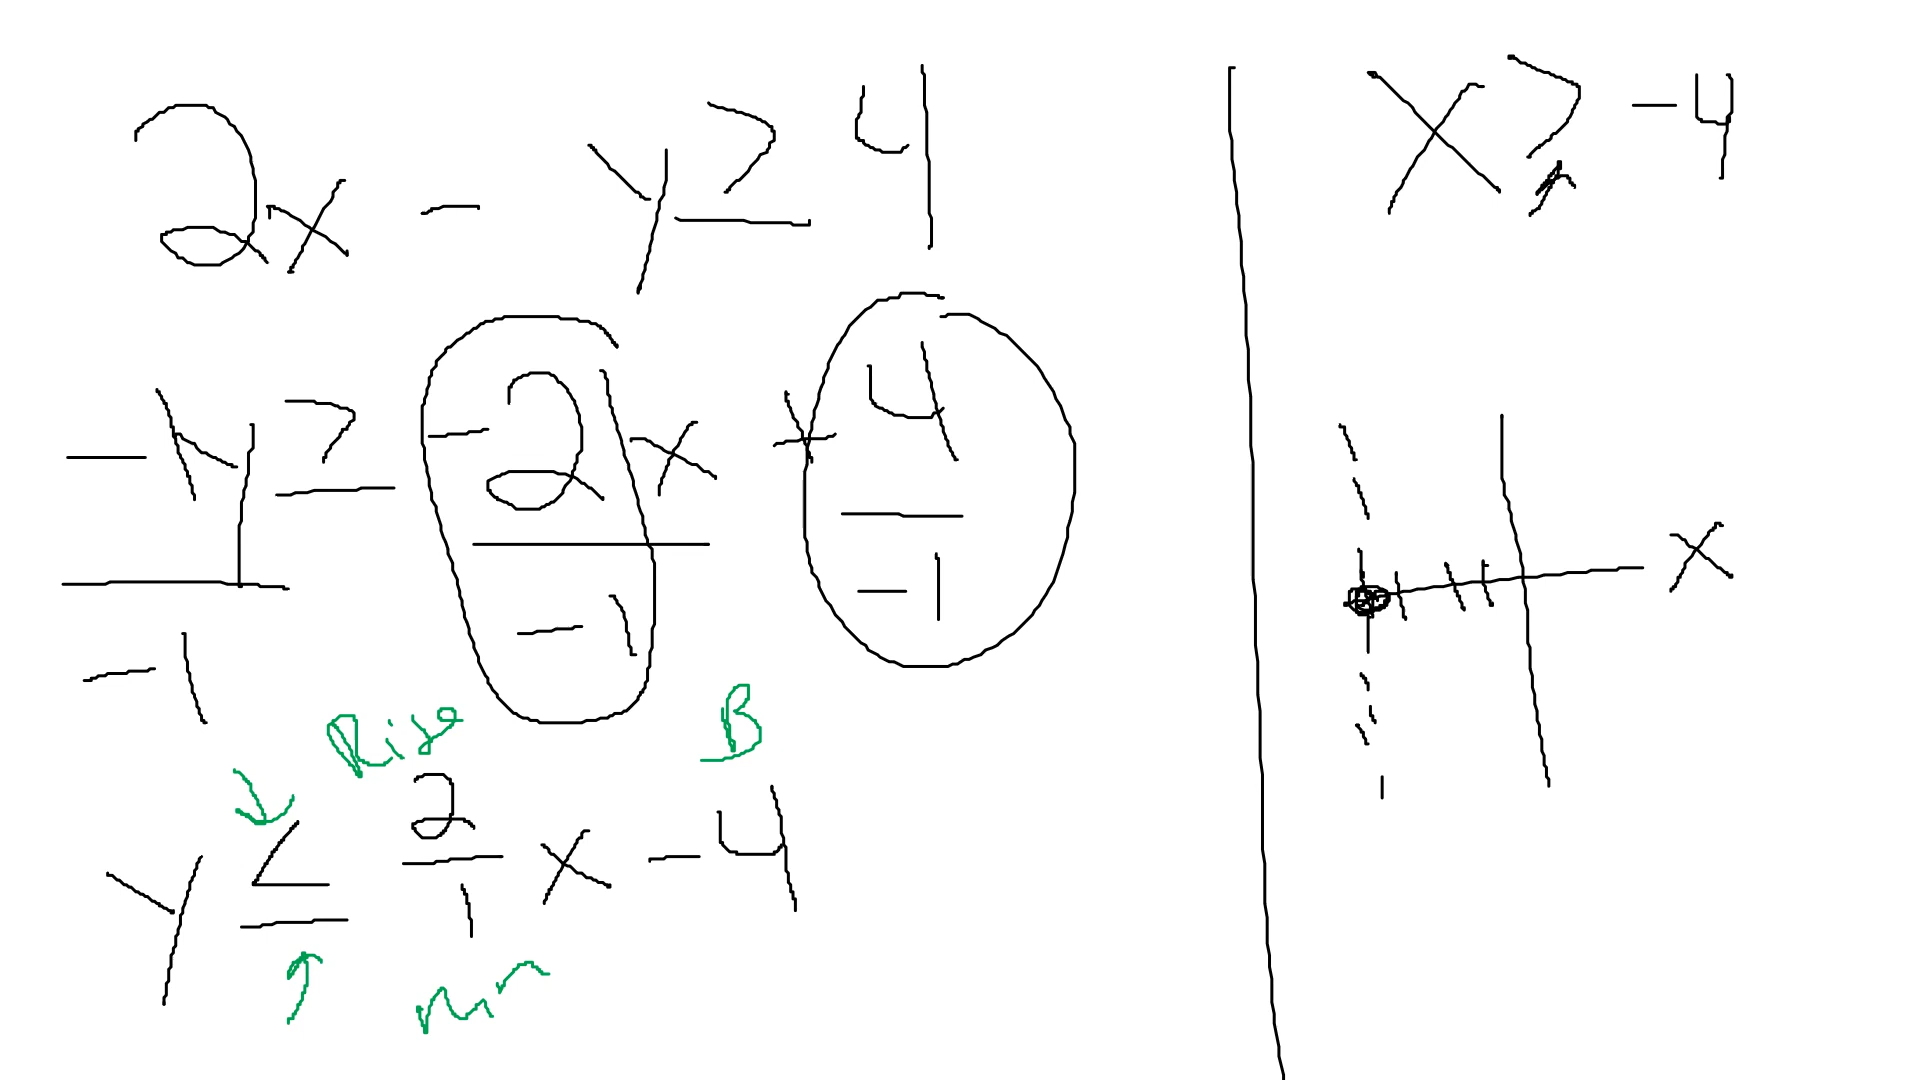 2x - y ≥ 4
-y ≥ -2x + 4
-1 -1 -1
Rise B
y ≤ 2/1 x - 4
run
x > -4
x